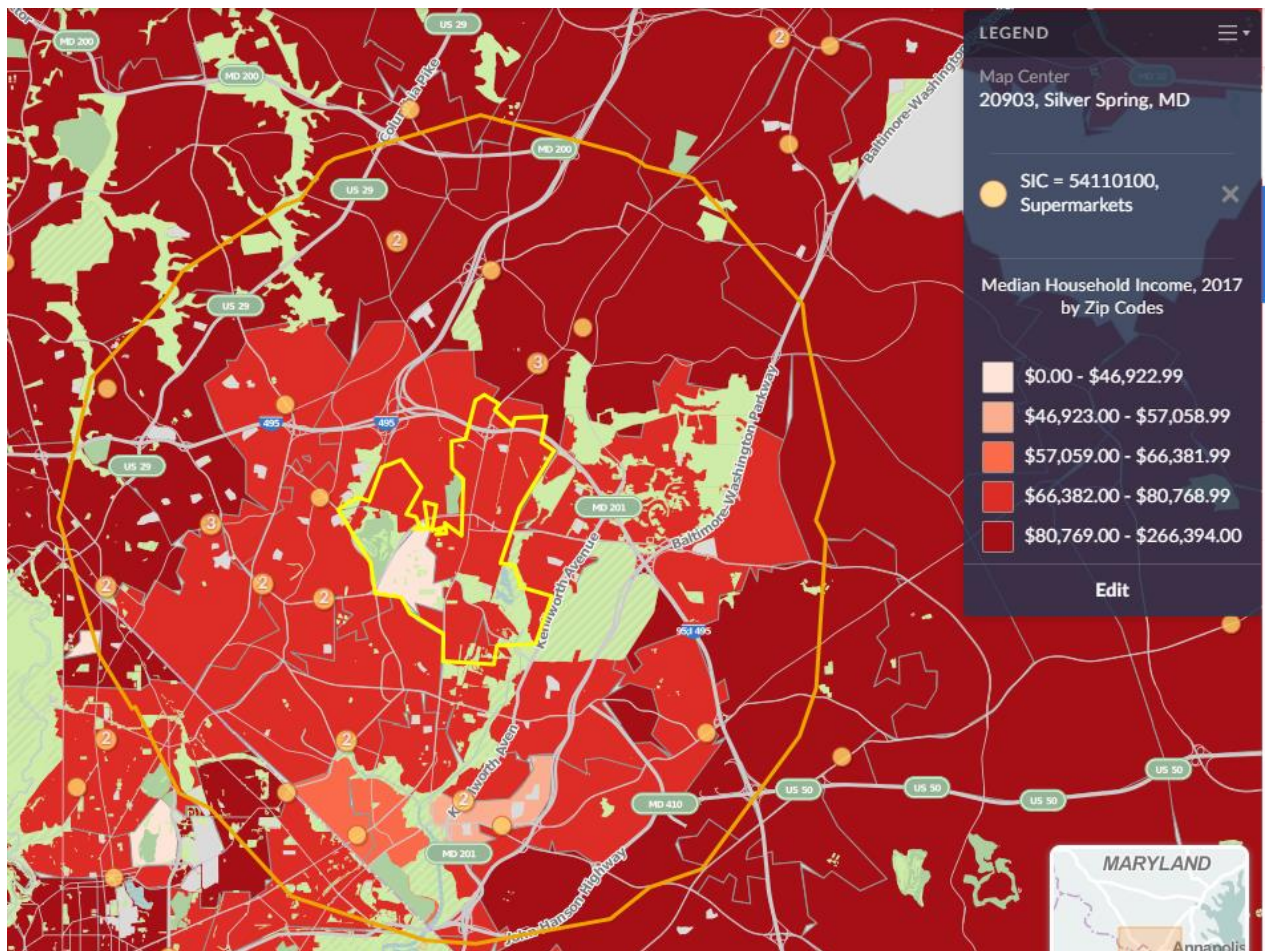 US 29
MD 200
MD 200
Columbia Pike
Baltimore-Washington
MD 200
US 29
US 29
495
495
US 29
Baltimore-Washington Parkway
MD 201
Kenilworth Avenue
95;I 495
MD 410
MD 201
US 50
US 50
US 50
US 50
John Hanson Highway
2
2
3
3
2
2
2
2
2
2
LEGEND
Map Center
20903, Silver Spring, MD
SIC = 54110100,
Supermarkets
Median Household Income, 2017
by Zip Codes
$0.00 - $46,922.99
$46,923.00 - $57,058.99
$57,059.00 - $66,381.99
$66,382.00 - $80,768.99
$80,769.00 - $266,394.00
Edit
MARYLAND
Annapolis